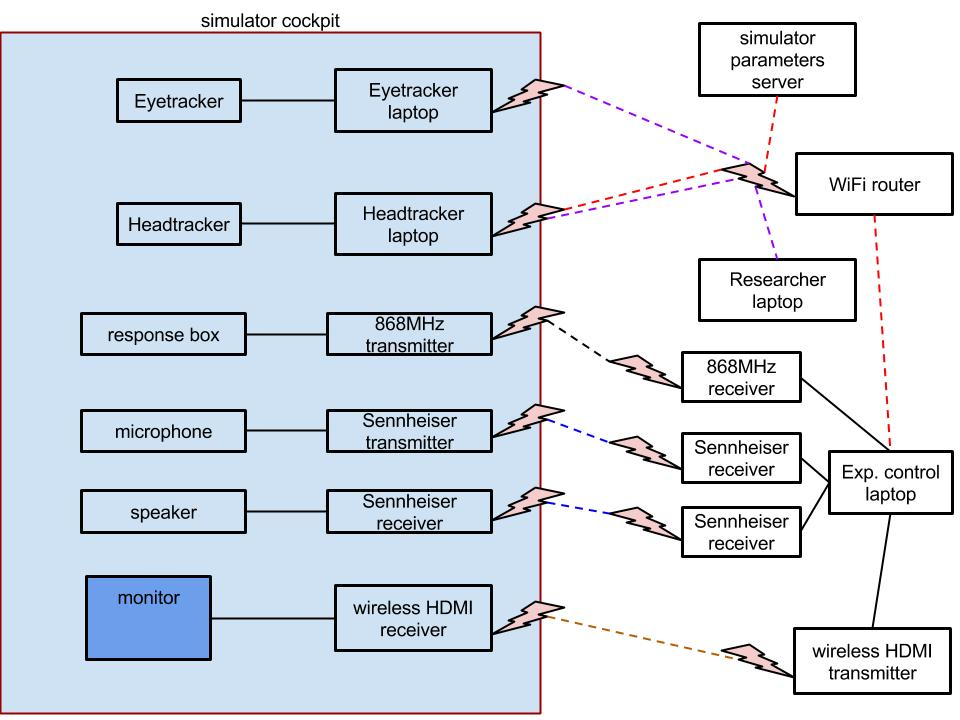 simulator cockpit
simulator
parameters
server
Eyetracker
Eyetracker
laptop
WiFi router
Headtracker
Headtracker
laptop
Researcher
laptop
response box
868MHz
transmitter
868MHz
receiver
microphone
Sennheiser
transmitter
Sennheiser
receiver
Exp. control
laptop
speaker
Sennheiser
receiver
Sennheiser
receiver
monitor
wireless HDMI
receiver
wireless HDMI
transmitter